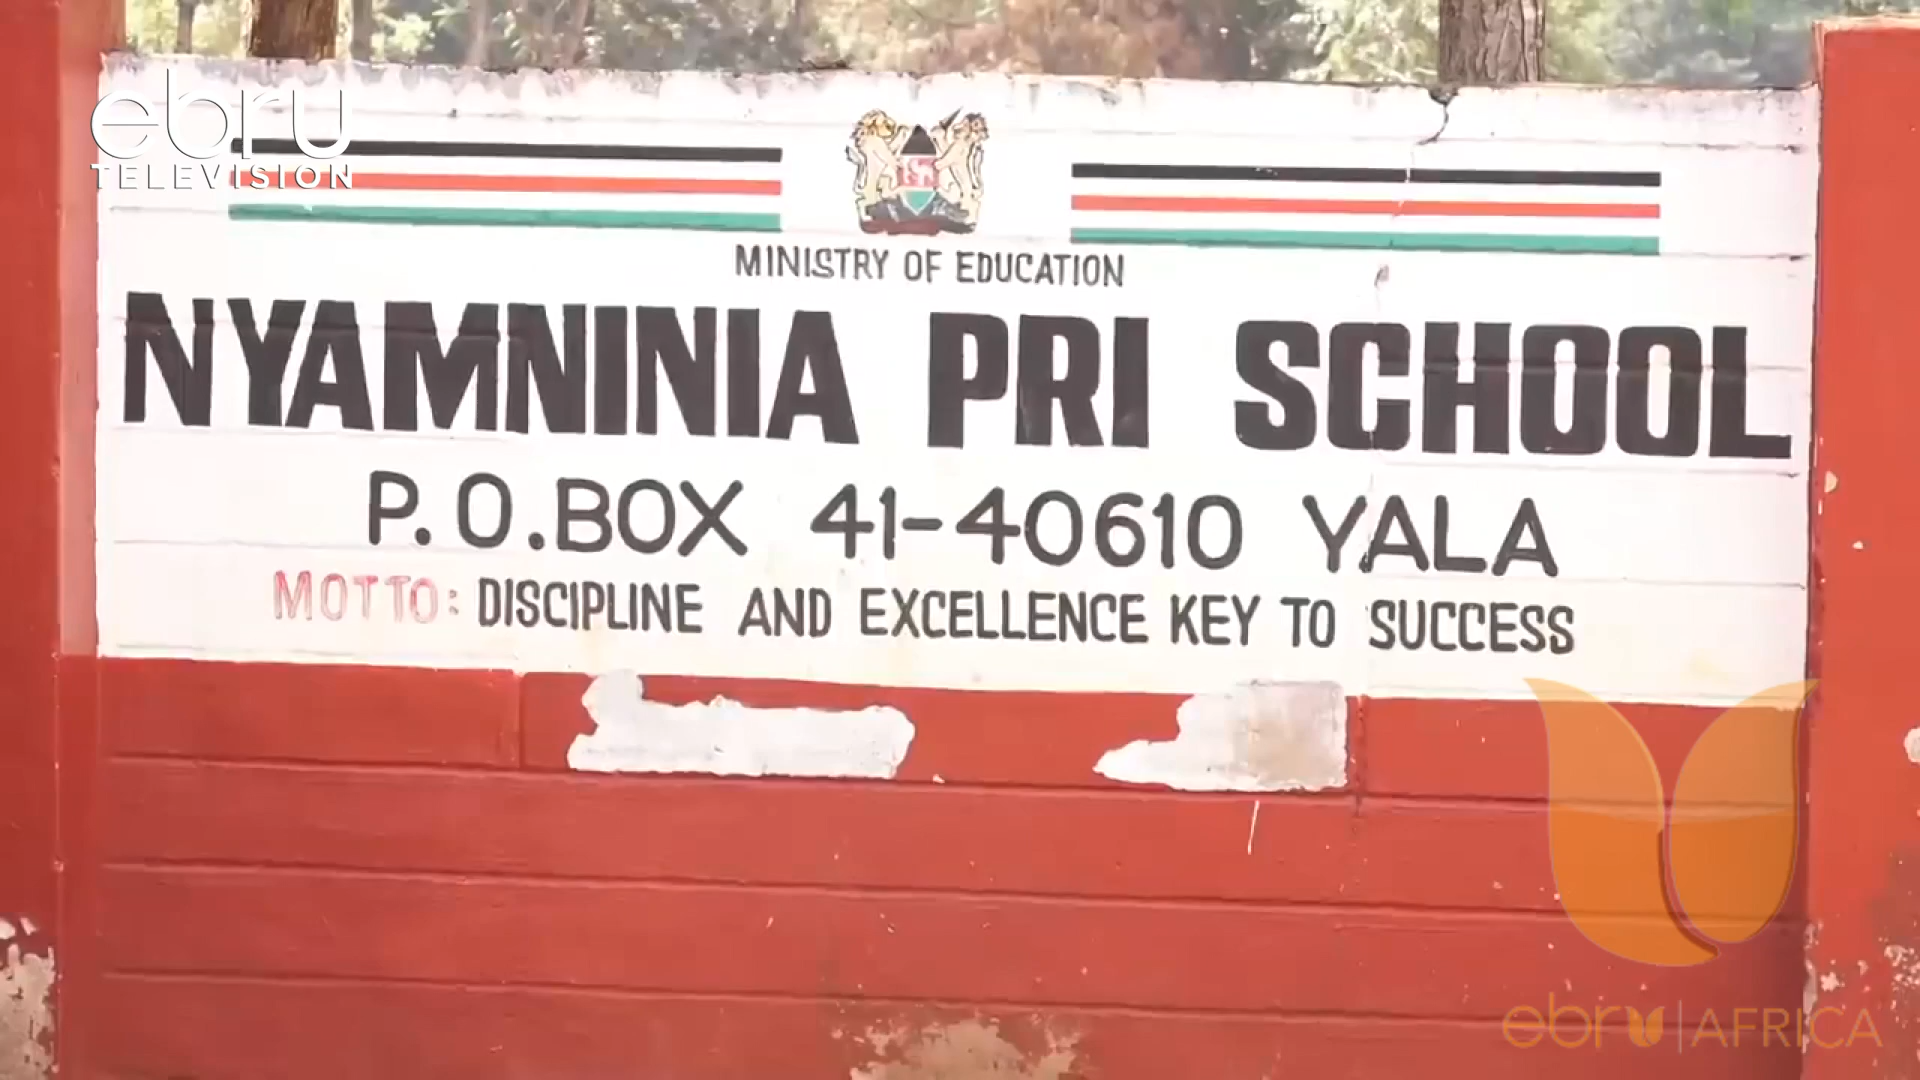 ebru
TELEVISION
MINISTRY OF EDUCATION
NYAMNINIA PRI SCHOOL
P.O.BOX 41-40610 YALA
MOTTO: DISCIPLINE AND EXCELLENCE KEY TO SUCCESS
ebru|AFRICA